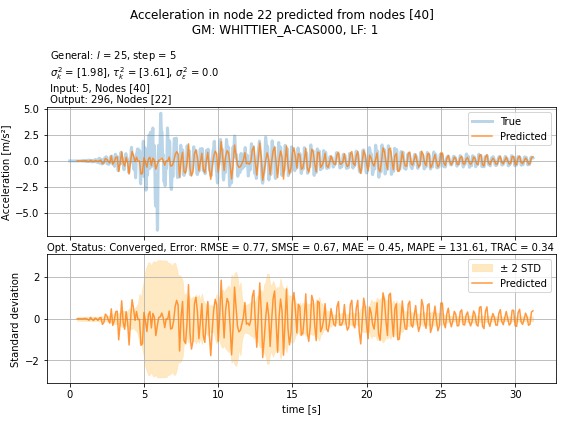 Acceleration in node 22 predicted from nodes [40]
GM: WHITTIER_A-CAS000, LF: 1
General: l = 25, step = 5
σ²ₖ = [1.98], τ²ₖ = [3.61], σ²ε = 0.0
Input: 5, Nodes [40]
Output: 296, Nodes [22]
5.0
2.5
0.0
−2.5
−5.0
Acceleration [m/s²]
True
Predicted
Opt. Status: Converged, Error: RMSE = 0.77, SMSE = 0.67, MAE = 0.45, MAPE = 131.61, TRAC = 0.34
2
0
−2
Standard deviation
± 2 STD
Predicted
0 5 10 15 20 25 30
time [s]